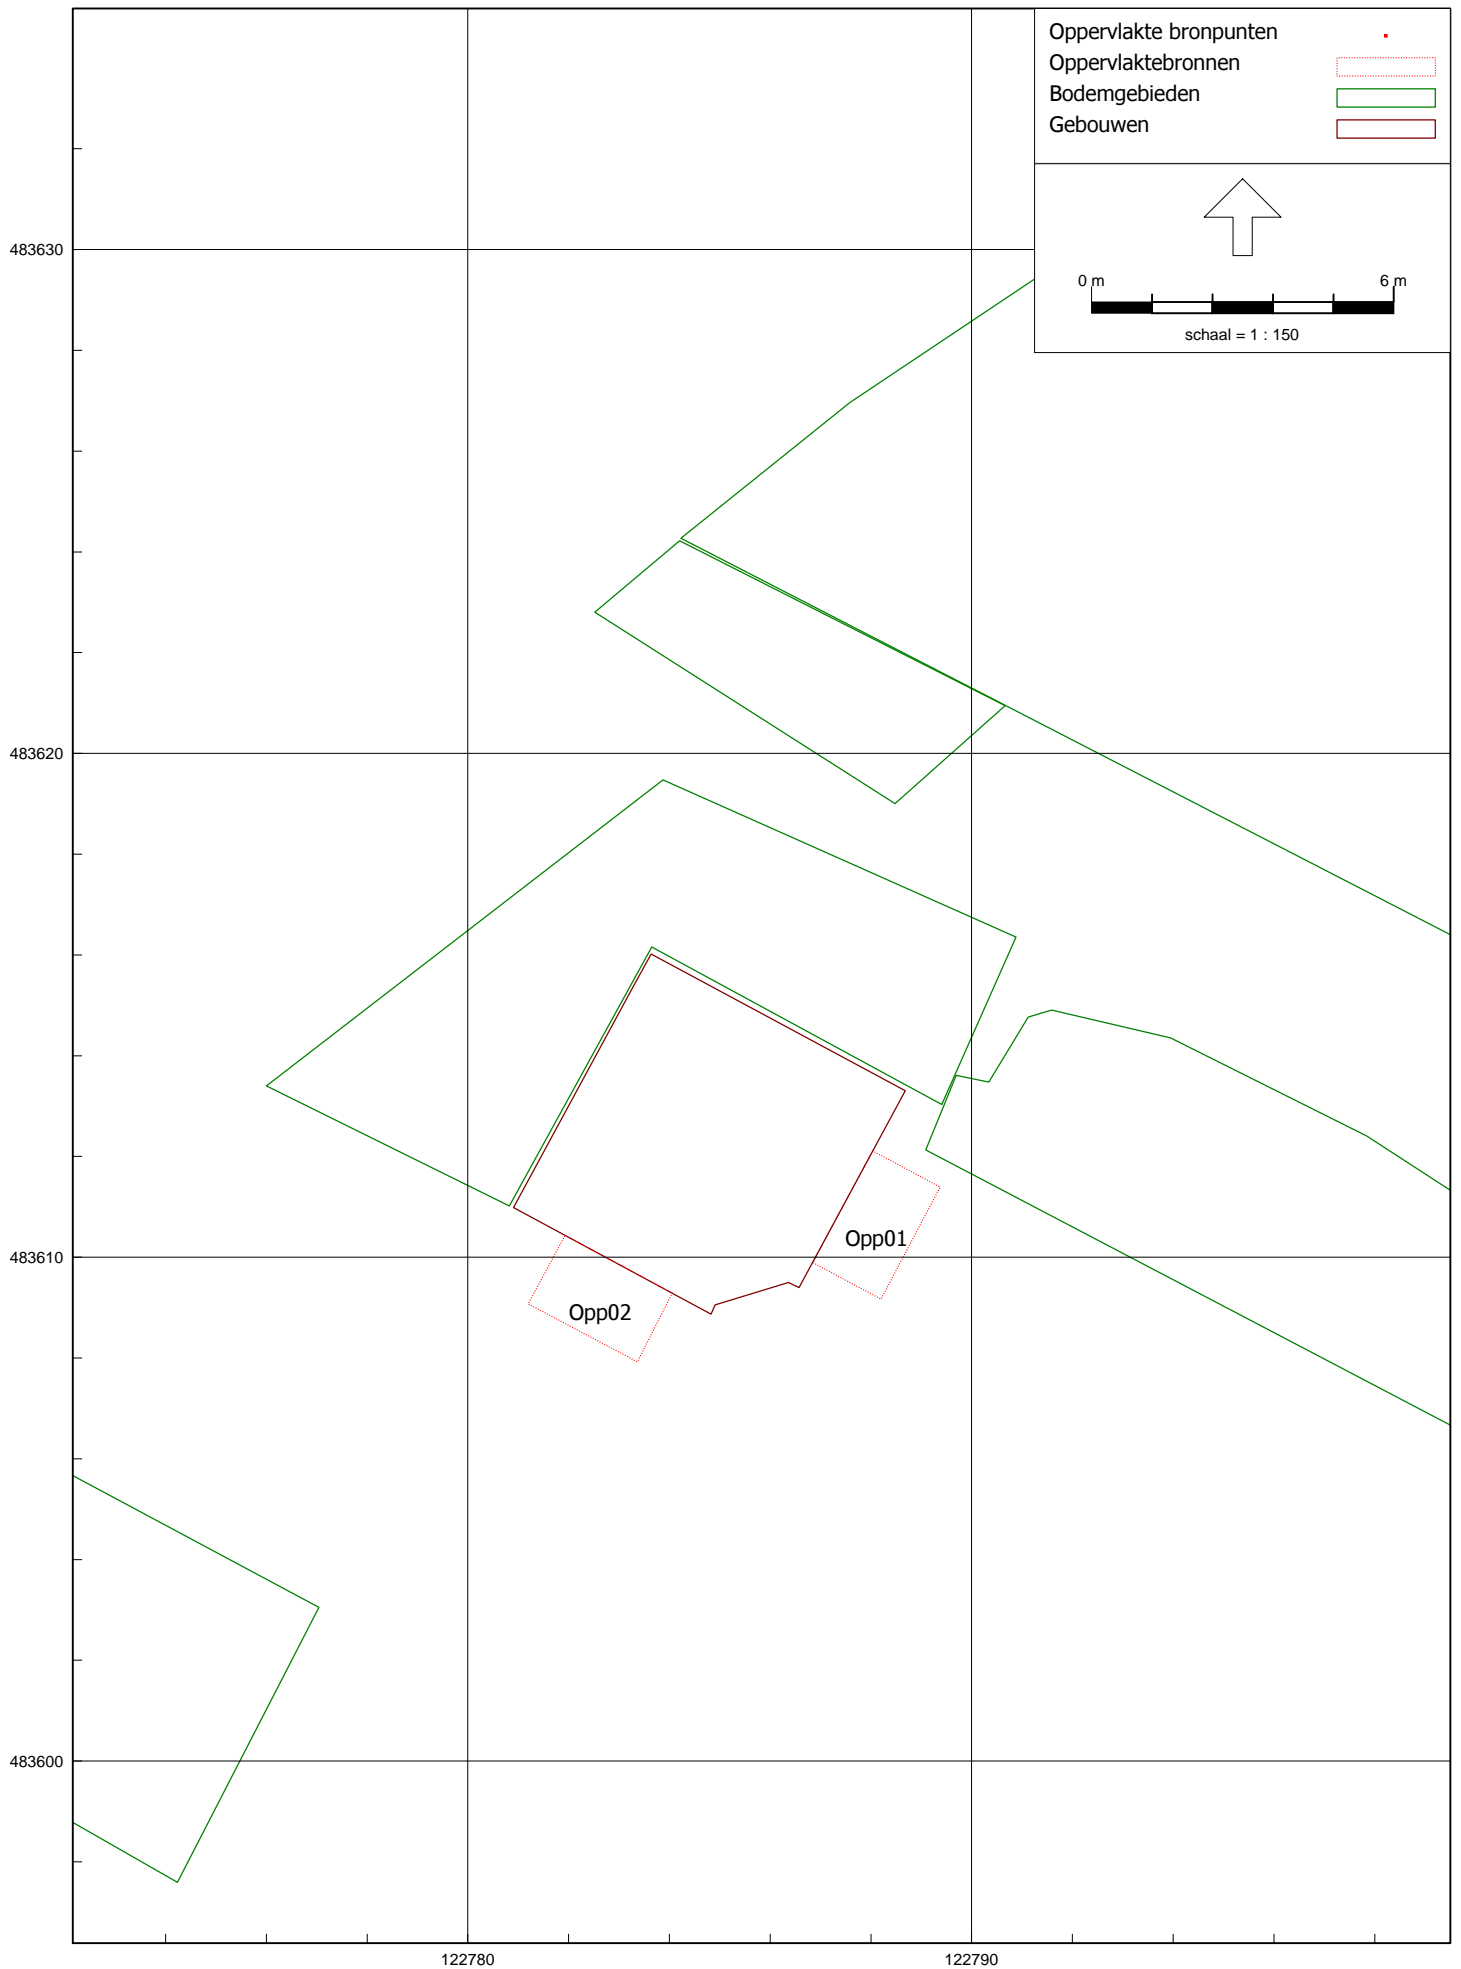 Oppervlakte bronpunten
Oppervlaktebronnen
Bodemgebieden
Gebouwen
0 m 6 m
schaal = 1 : 150
483630
483620
483610
483600
Opp01
Opp02
122780 122790